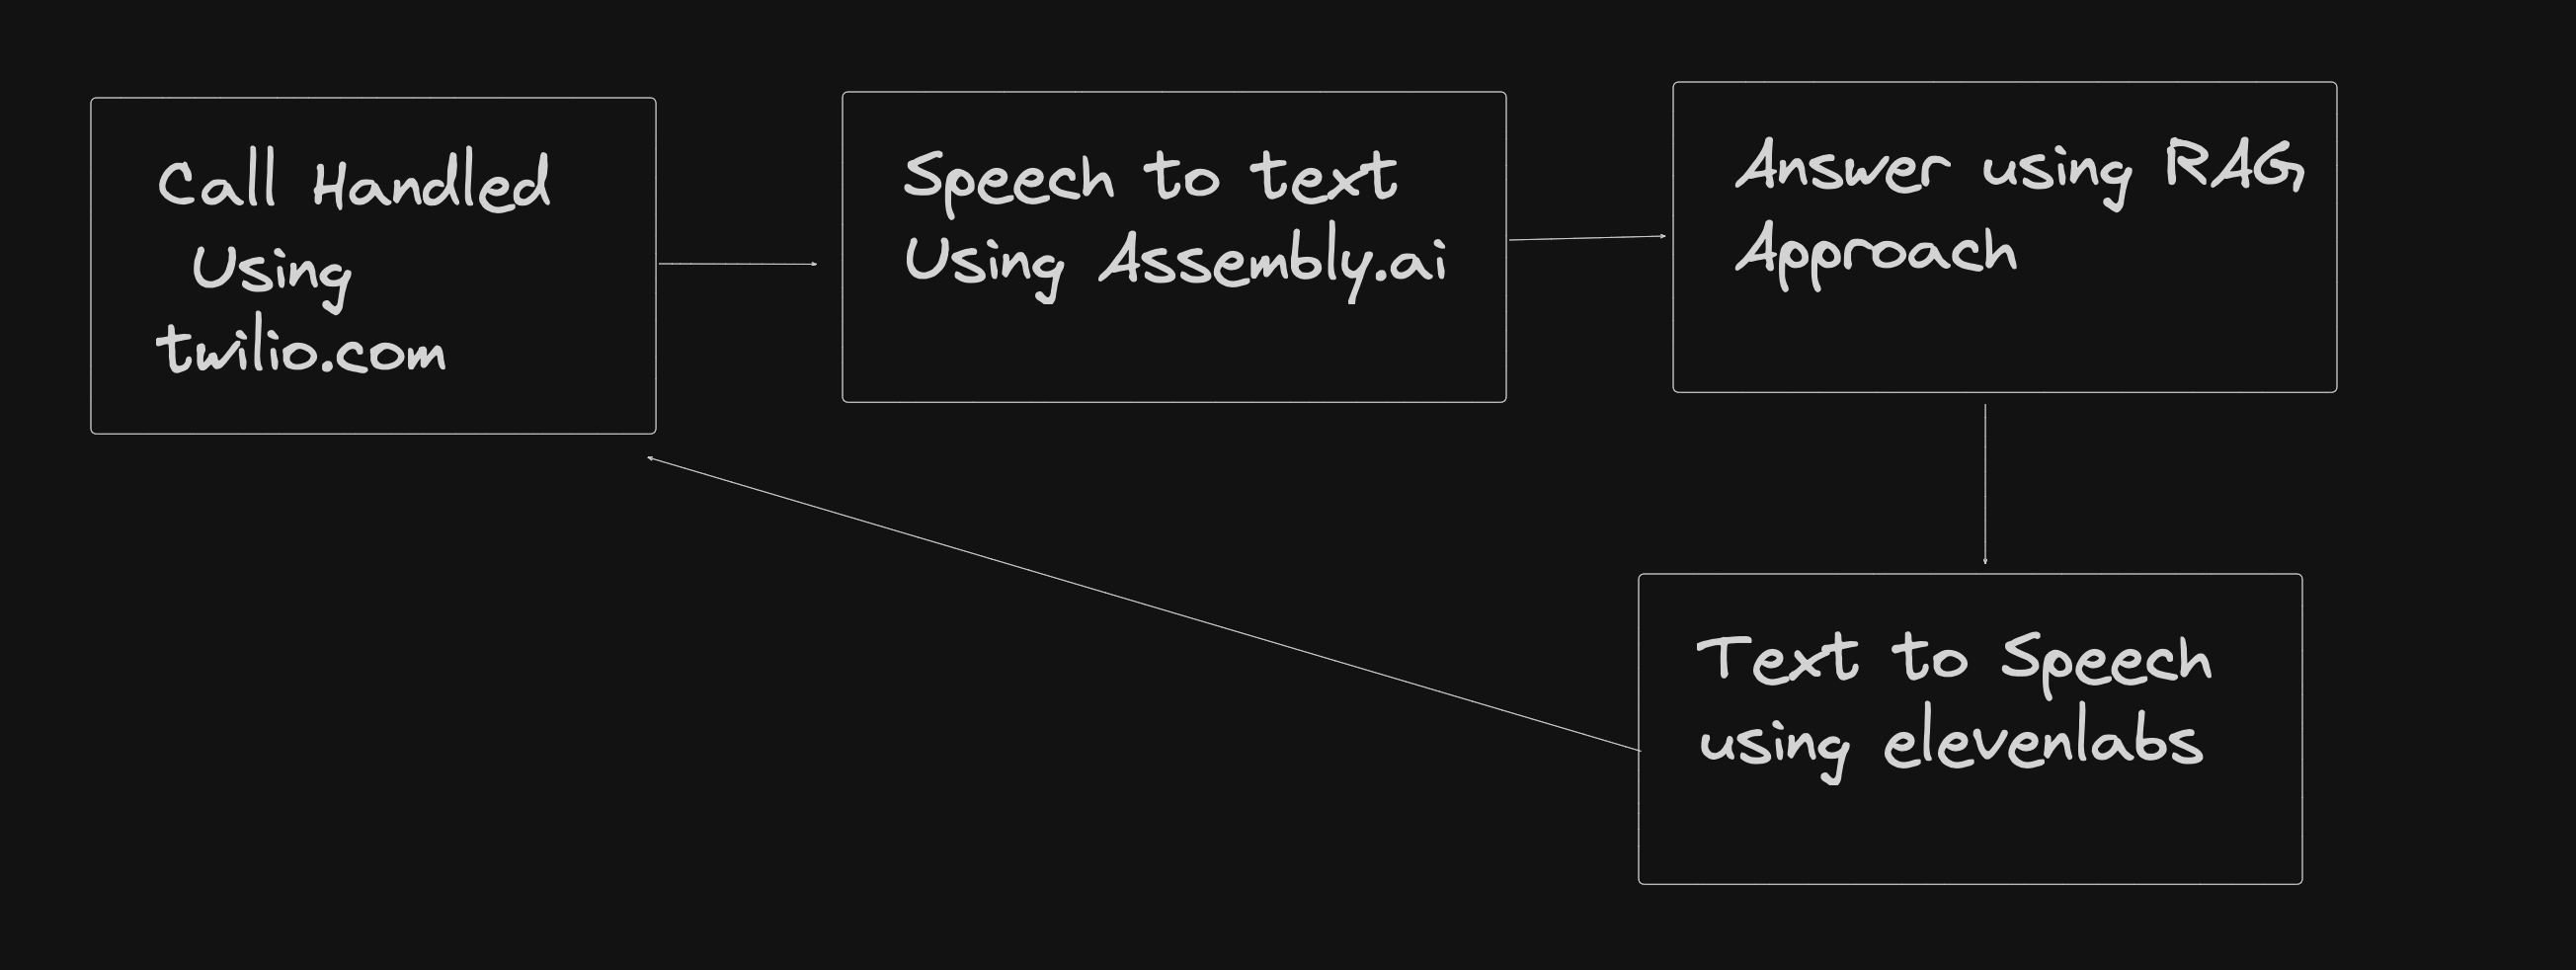 Call Handled
Using
twilio.com
Speech to text
Using Assembly.ai
Answer using RAG
Approach
Text to Speech
using elevenlabs